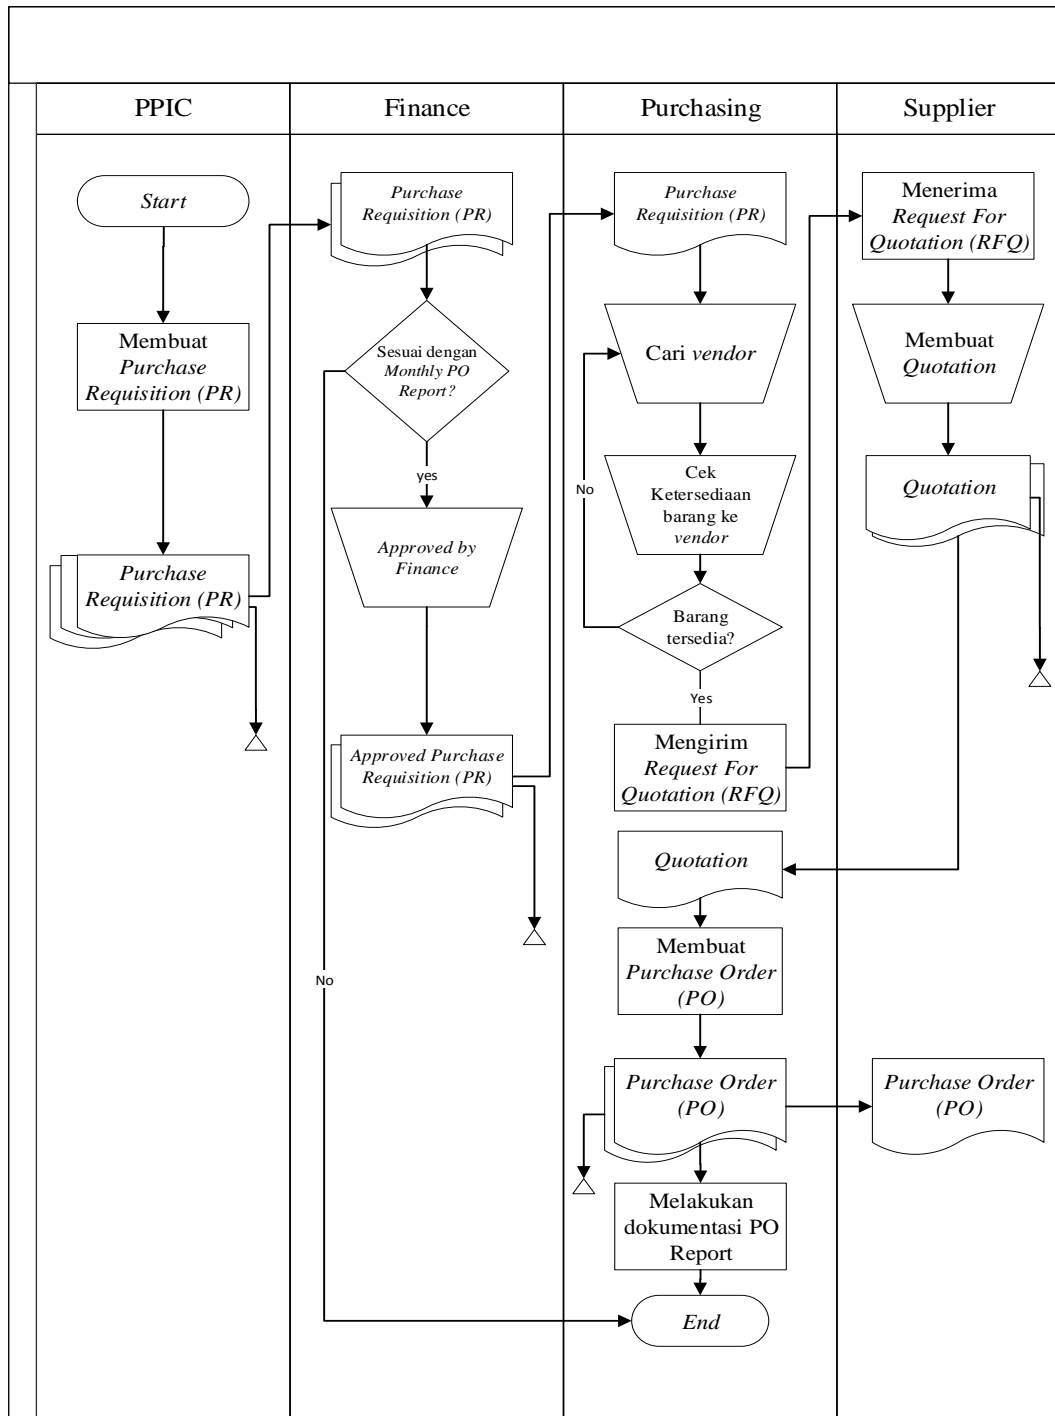 PPIC
Finance
Purchasing
Supplier
Start
Membuat
Purchase
Requisition (PR)
Purchase
Requisition (PR)
Purchase
Requisition (PR)
Sesuai dengan
Monthly PO
Report?
yes
No
Approved by
Finance
Approved Purchase
Requisition (PR)
Purchase
Requisition (PR)
Cari vendor
Cek
Ketersediaan
barang ke
vendor
No
Barang
tersedia?
Yes
Mengirim
Request For
Quotation (RFQ)
Menerima
Request For
Quotation (RFQ)
Membuat
Quotation
Quotation
Quotation
Membuat
Purchase Order
(PO)
Purchase Order
(PO)
Purchase Order
(PO)
Melakukan
dokumentasi PO
Report
End